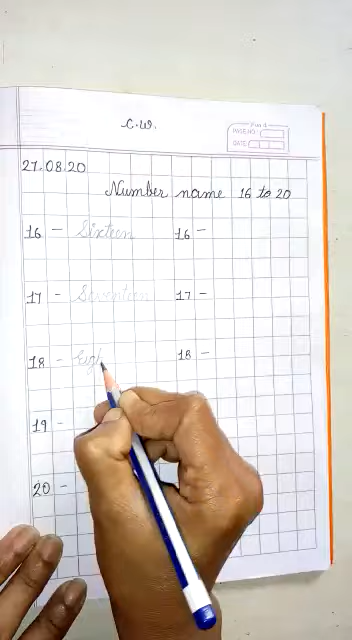 C.W.
PAGE NO.
DATE
27.08.20
Number name 16 to 20
16 - Sixteen 16 -
17 - Seventeen 17 -
18 - Eigh 18 -
19 -
20 -